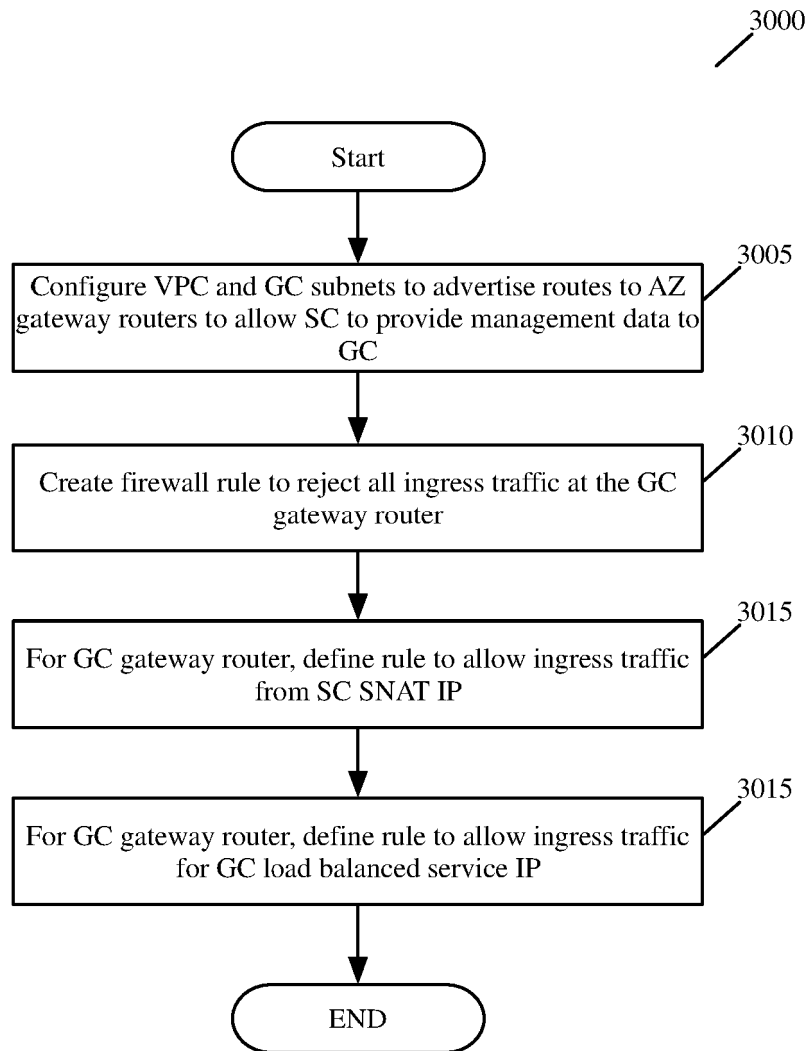 3000
Start
3005
Configure VPC and GC subnets to advertise routes to AZ
gateway routers to allow SC to provide management data to
GC
3010
Create firewall rule to reject all ingress traffic at the GC
gateway router
3015
For GC gateway router, define rule to allow ingress traffic
from SC SNAT IP
3015
For GC gateway router, define rule to allow ingress traffic
for GC load balanced service IP
END